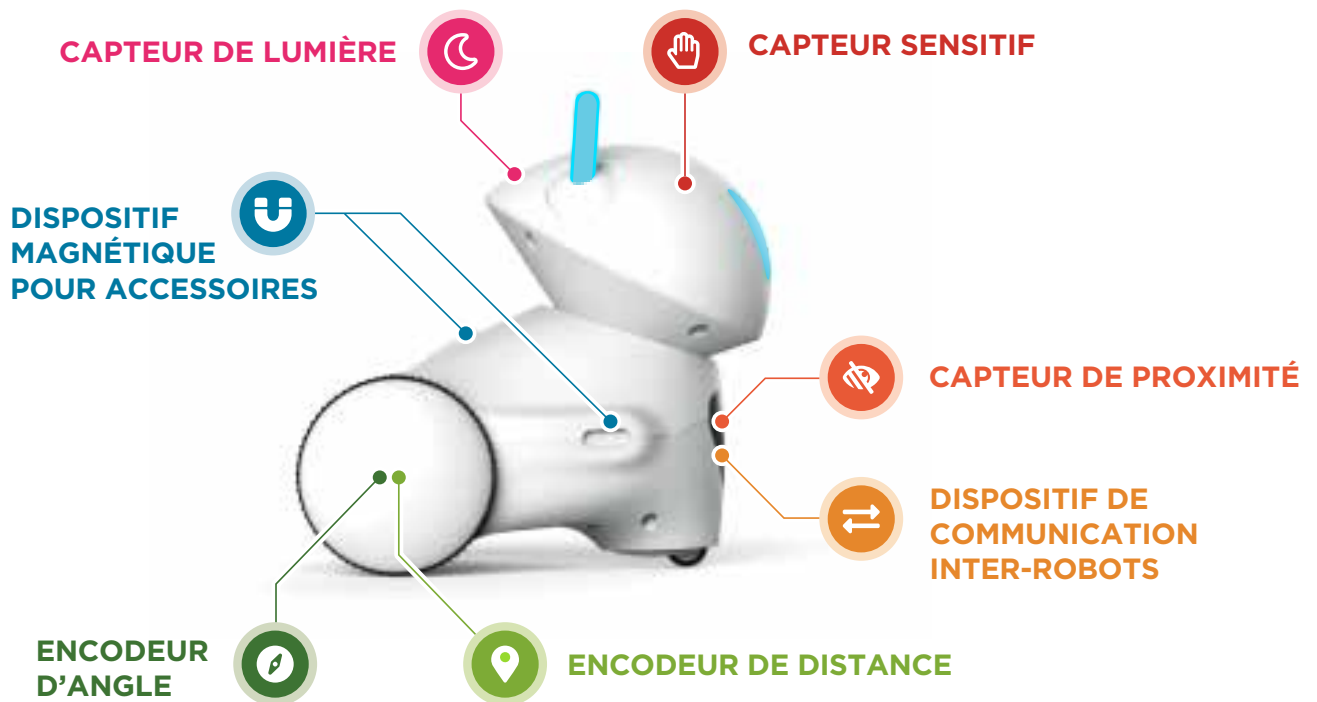 CAPTEUR DE LUMIÈRE
CAPTEUR SENSITIF
DISPOSITIF
MAGNÉTIQUE
POUR ACCESSOIRES
CAPTEUR DE PROXIMITÉ
DISPOSITIF DE
COMMUNICATION
INTER-ROBOTS
ENCODEUR
D'ANGLE
ENCODEUR DE DISTANCE